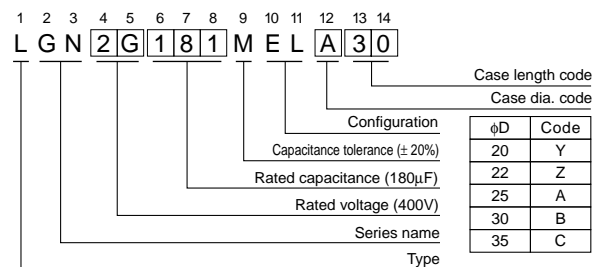 1 2 3 4 5 6 7 8 9 10 11 12 13 14
L G N 2 G 1 8 1 M E L A 3 0
Case length code
Case dia. code
Configuration
Capacitance tolerance (± 20%)
Rated capacitance (180µF)
Rated voltage (400V)
Series name
Type
ϕD Code
20 Y
22 Z
25 A
30 B
35 C